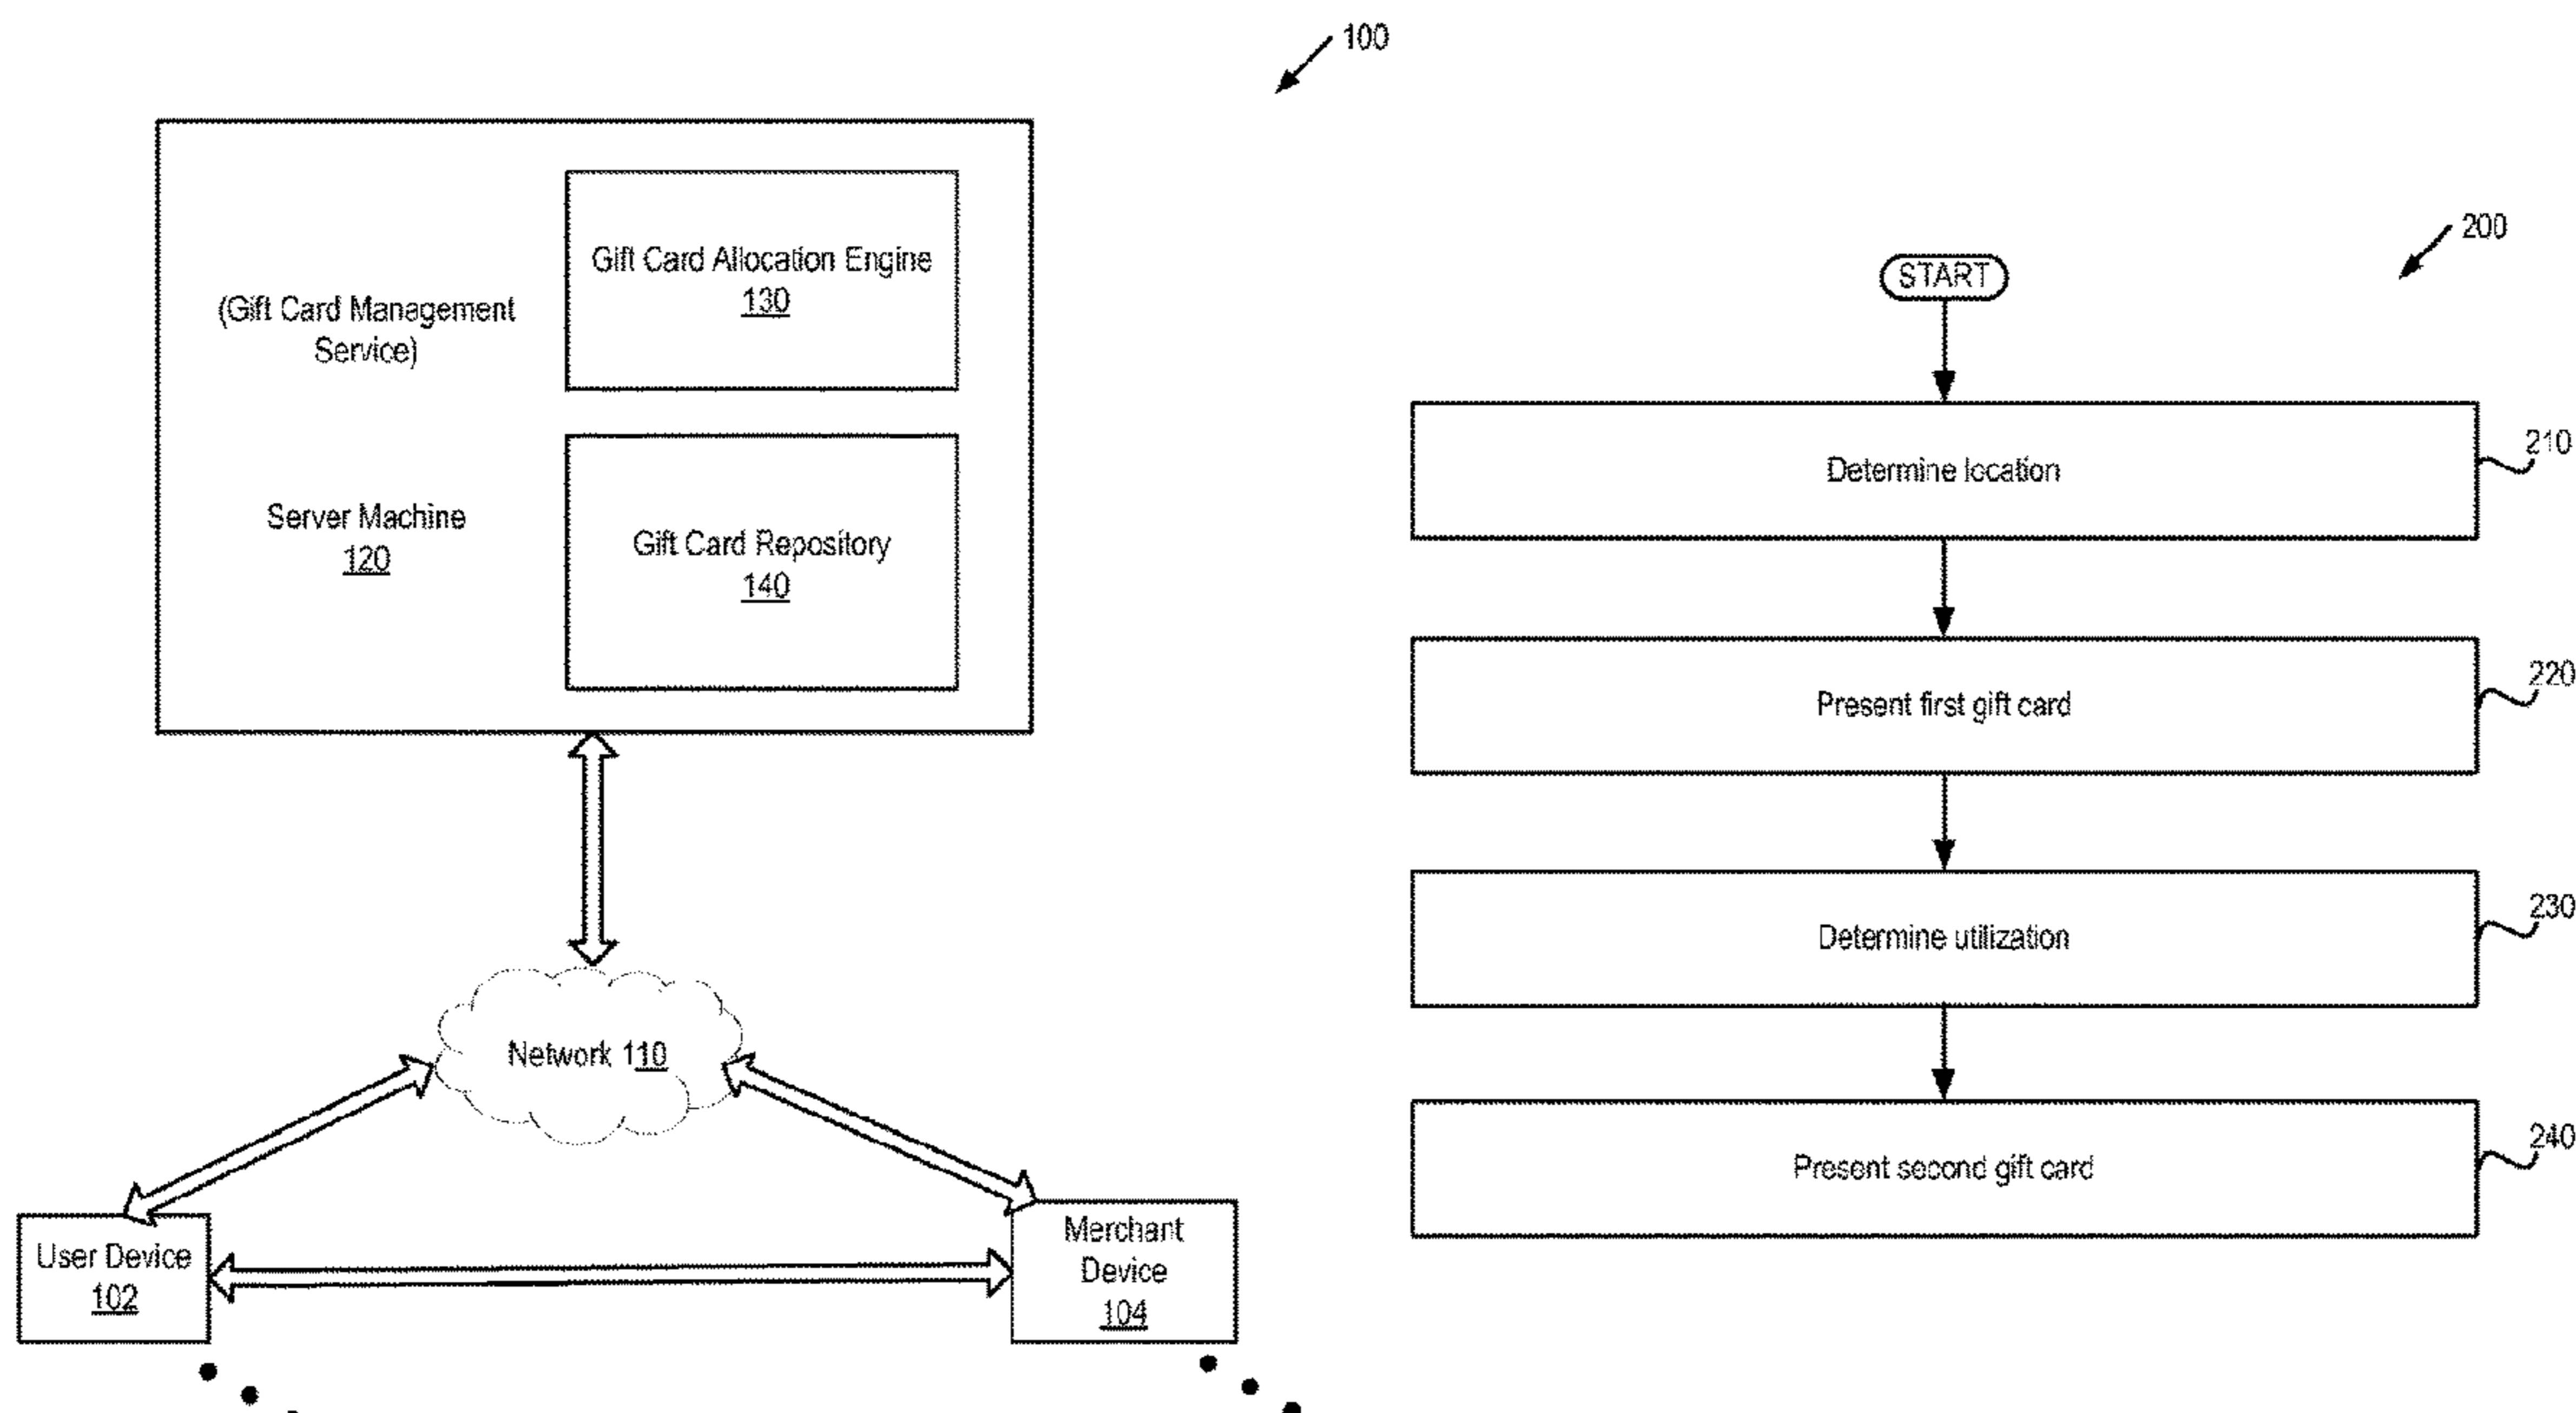 100
Gift Card Allocation Engine
130
(Gift Card Management
Service)
Server Machine
120
Gift Card Repository
140
Network 110
User Device
102
Merchant
Device
104
200
START
Determine location
210
Present first gift card
220
Determine utilization
230
Present second gift card
240